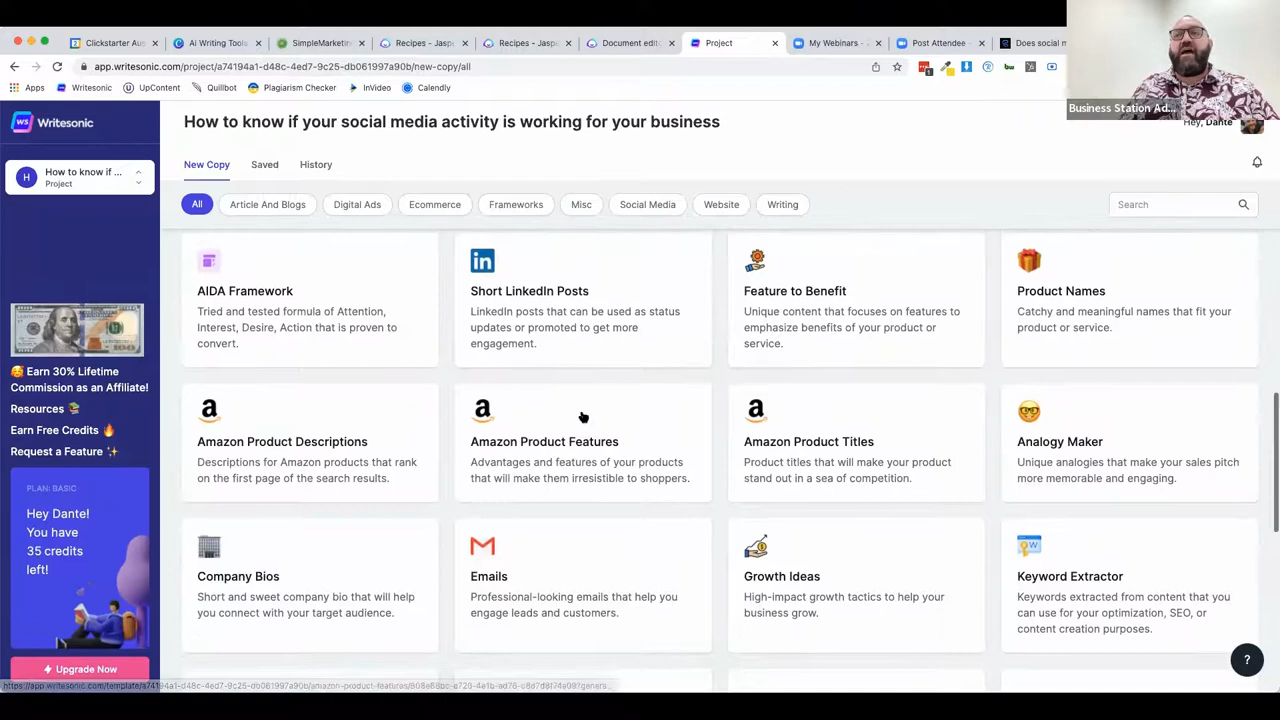 Clickstarter Aus
Ai Writing Tools
SimpleMarketin
Recipes - Jaspe
Recipes - Jaspe
Document edito
Project
My Webinars -
Post Attendee -
Does social m
app.writesonic.com/project/a74194a1-d48c-4ed7-9c25-db061997a90b/new-copy/all
Apps
Writesonic
UpContent
Quillbot
Plagiarism Checker
InVideo
Calendly
Business Station Ad...
Writesonic
How to know if your social media activity is working for your business
Hey, Dante
H
How to know if ...
Project
New Copy
Saved
History
All
Article And Blogs
Digital Ads
Ecommerce
Frameworks
Misc
Social Media
Website
Writing
Search
AIDA Framework
Tried and tested formula of Attention,
Interest, Desire, Action that is proven to
convert.
Short LinkedIn Posts
LinkedIn posts that can be used as status
updates or promoted to get more
engagement.
Feature to Benefit
Unique content that focuses on features to
emphasize benefits of your product or
service.
Product Names
Catchy and meaningful names that fit your
product or service.
🥰 Earn 30% Lifetime
Commission as an Affiliate!
Resources 📚
Earn Free Credits 🔥
Request a Feature ✨
Amazon Product Descriptions
Descriptions for Amazon products that rank
on the first page of the search results.
Amazon Product Features
Advantages and features of your products
that will make them irresistible to shoppers.
Amazon Product Titles
Product titles that will make your product
stand out in a sea of competition.
Analogy Maker
Unique analogies that make your sales pitch
more memorable and engaging.
PLAN: BASIC
Hey Dante!
You have
35 credits
left!
Upgrade Now
Company Bios
Short and sweet company bio that will help
you connect with your target audience.
Emails
Professional-looking emails that help you
engage leads and customers.
Growth Ideas
High-impact growth tactics to help your
business grow.
Keyword Extractor
Keywords extracted from content that you
can use for your optimization, SEO, or
content creation purposes.
?